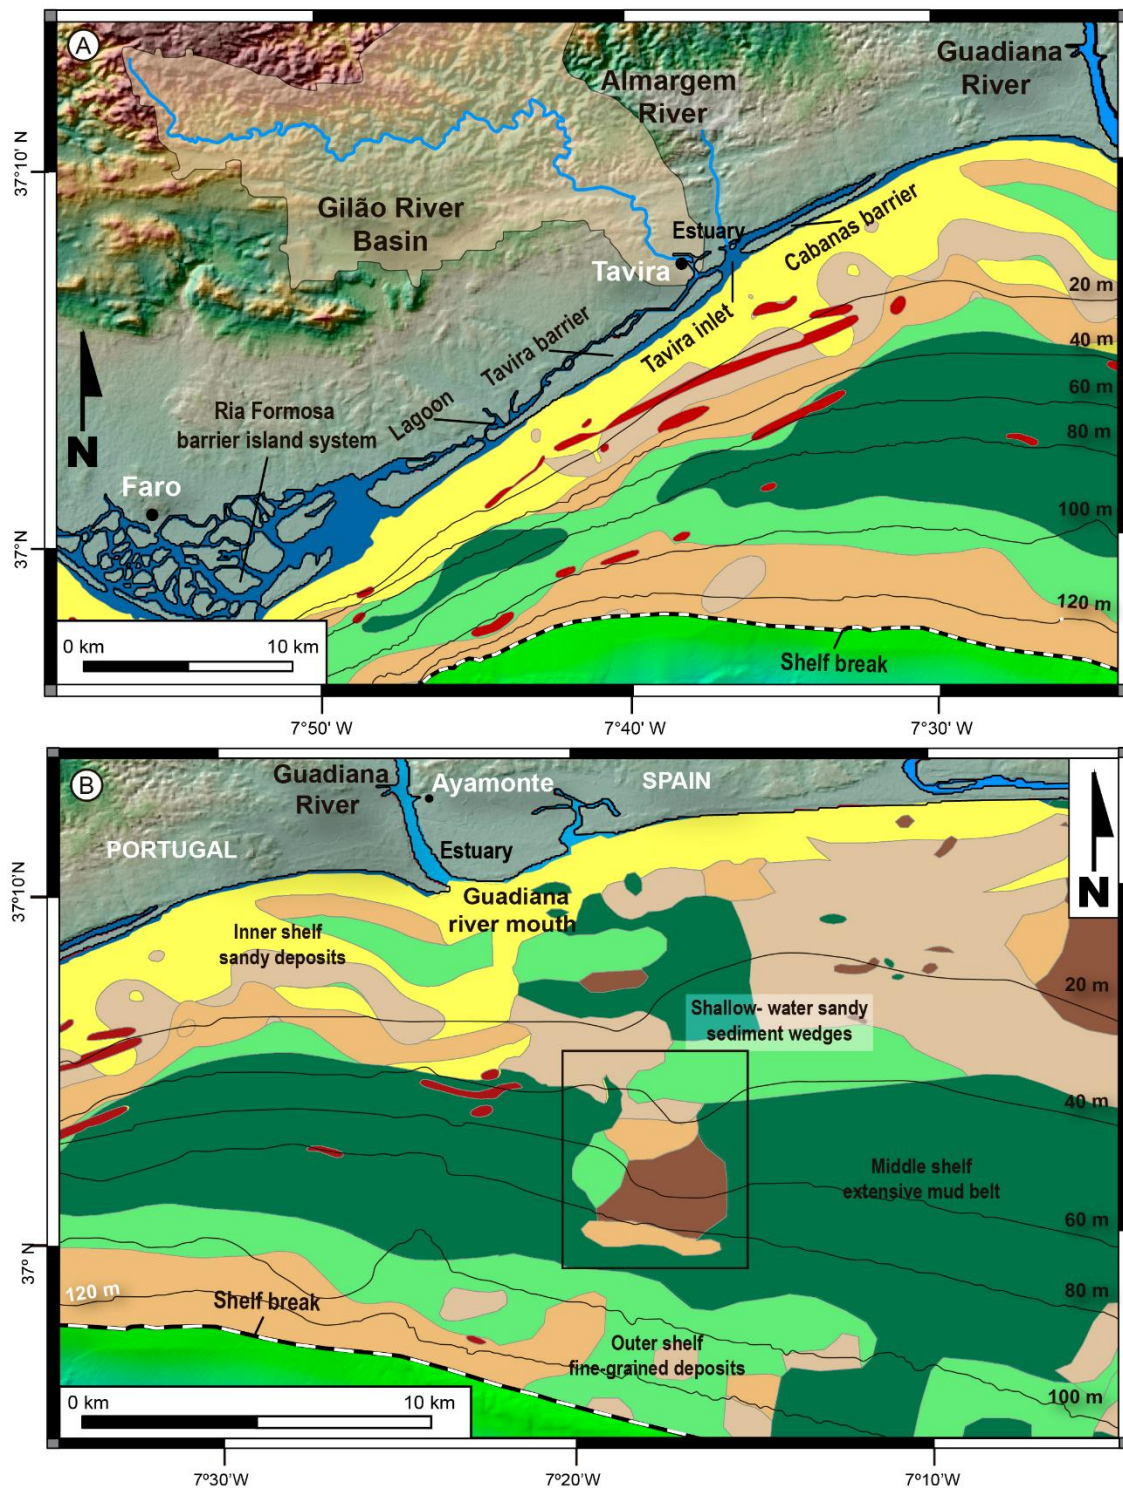 A
Guadiana
River
Almargem
River
37°10' N
Gilão River
Basin
Estuary
Tavira
Cabanas barrier
Tavira inlet
20 m
40 m
Tavira barrier
60 m
Ria Formosa
barrier island system
Lagoon
80 m
N
Faro
100 m
37°N
120 m
0 km
10 km
Shelf break
7°50' W
7°40' W
7°30' W
B
Guadiana
River
Ayamonte
SPAIN
PORTUGAL
Estuary
N
37°10'N
Guadiana
river mouth
Inner shelf
sandy deposits
20 m
Shallow- water sandy
sediment wedges
40 m
Middle shelf
extensive mud belt
60 m
37° N
80 m
120 m
Shelf break
Outer shelf
fine-grained deposits
0 km
10 km
100 m
7°30'W
7°20'W
7°10'W